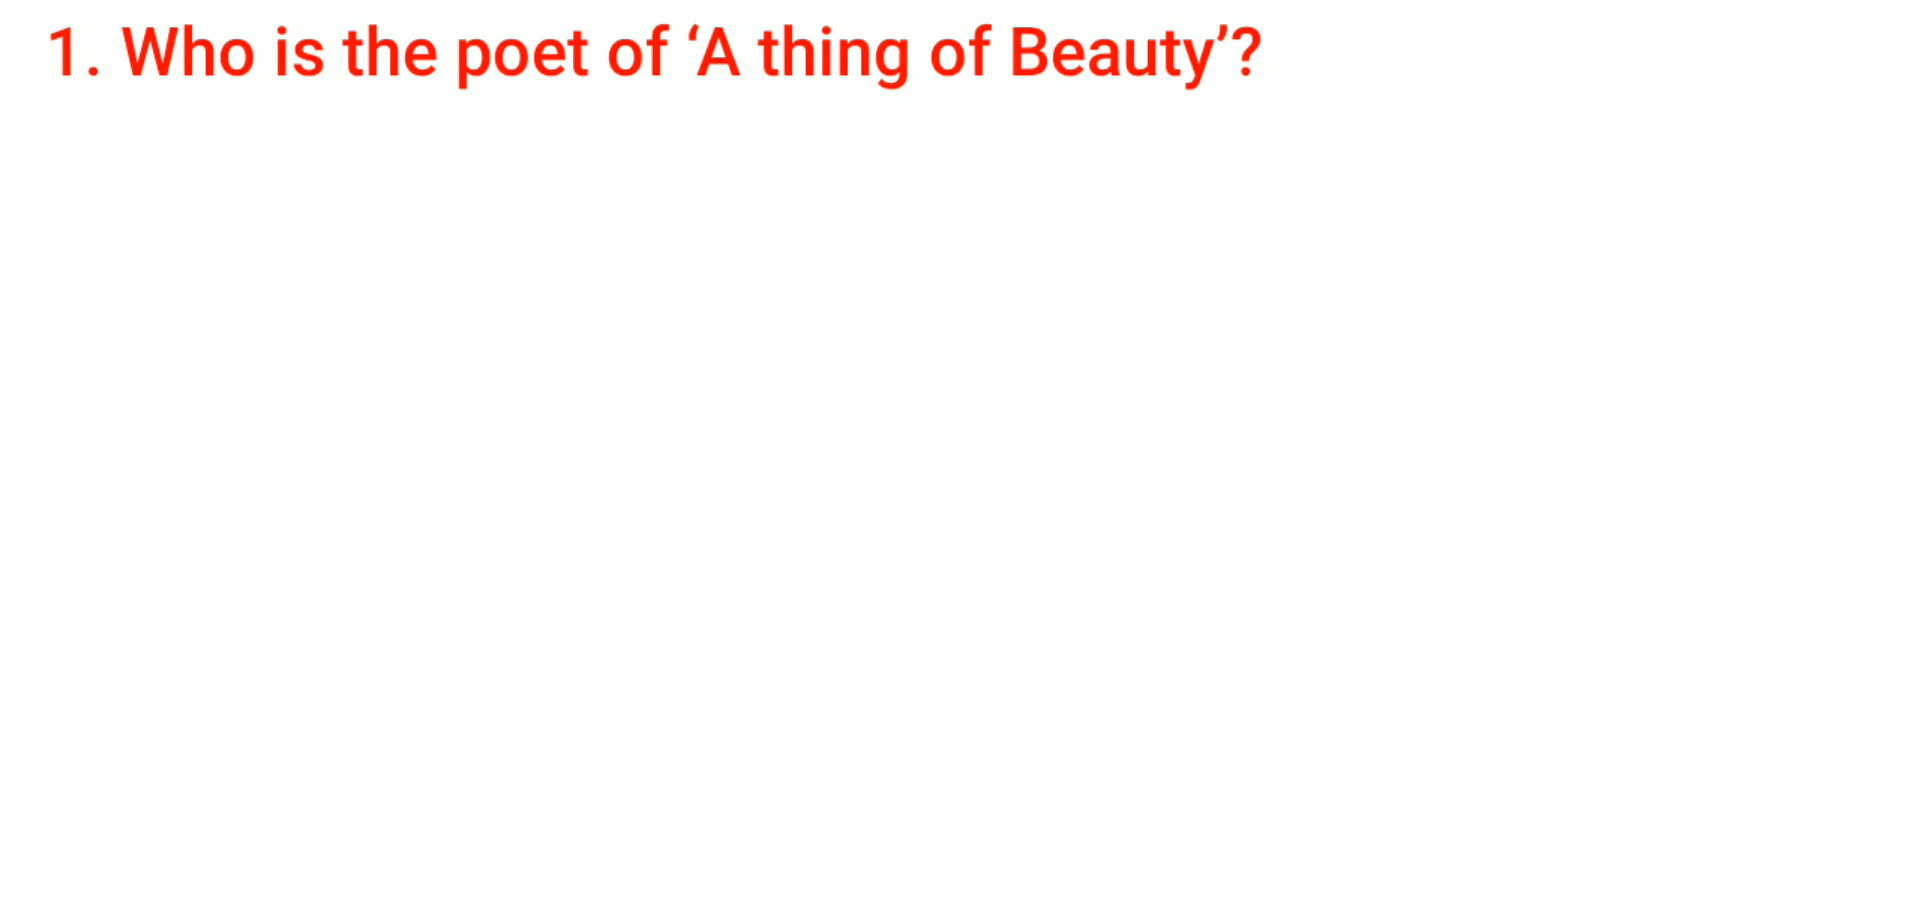 1. Who is the poet of ‘A thing of Beauty’?